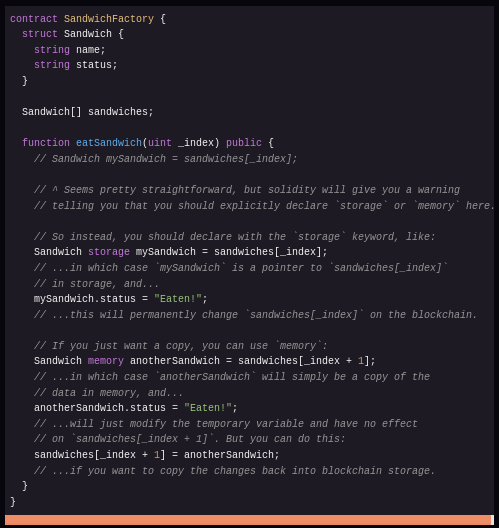 contract SandwichFactory {
  struct Sandwich {
    string name;
    string status;
  }

  Sandwich[] sandwiches;

  function eatSandwich(uint _index) public {
    // Sandwich mySandwich = sandwiches[_index];

    // ^ Seems pretty straightforward, but solidity will give you a warning
    // telling you that you should explicitly declare `storage` or `memory` here.

    // So instead, you should declare with the `storage` keyword, like:
    Sandwich storage mySandwich = sandwiches[_index];
    // ...in which case `mySandwich` is a pointer to `sandwiches[_index]`
    // in storage, and...
    mySandwich.status = "Eaten!";
    // ...this will permanently change `sandwiches[_index]` on the blockchain.

    // If you just want a copy, you can use `memory`:
    Sandwich memory anotherSandwich = sandwiches[_index + 1];
    // ...in which case `anotherSandwich` will simply be a copy of the
    // data in memory, and...
    anotherSandwich.status = "Eaten!";
    // ...will just modify the temporary variable and have no effect
    // on `sandwiches[_index + 1]`. But you can do this:
    sandwiches[_index + 1] = anotherSandwich;
    // ...if you want to copy the changes back into blockchain storage.
  }
}